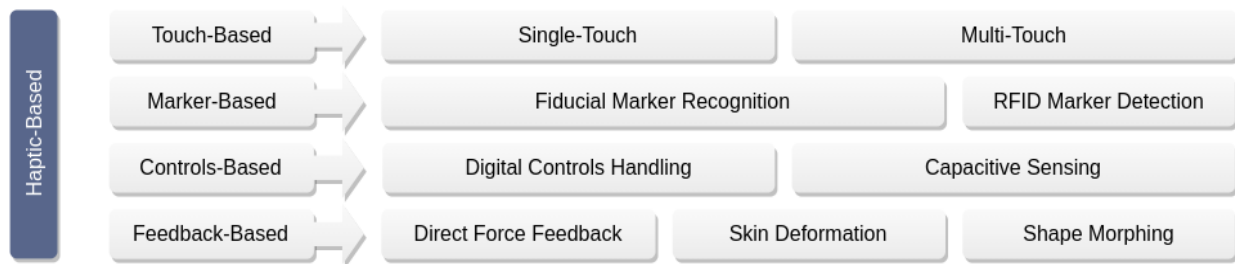 Haptic-Based
Touch-Based
Single-Touch
Multi-Touch
Marker-Based
Fiducial Marker Recognition
RFID Marker Detection
Controls-Based
Digital Controls Handling
Capacitive Sensing
Feedback-Based
Direct Force Feedback
Skin Deformation
Shape Morphing